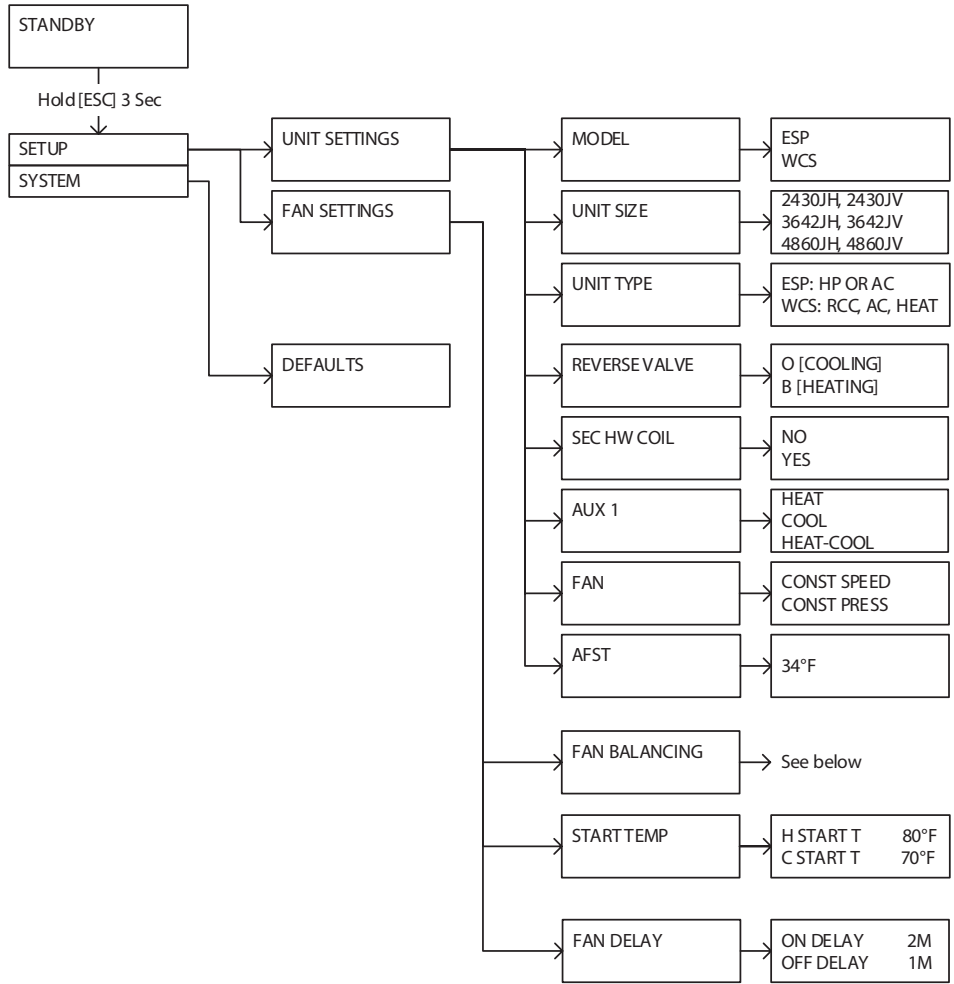 STANDBY
Hold [ESC] 3 Sec
SETUP
SYSTEM
UNIT SETTINGS
FAN SETTINGS
DEFAULTS
MODEL
ESP
WCS
UNIT SIZE
2430JH, 2430JV
3642JH, 3642JV
4860JH, 4860JV
UNIT TYPE
ESP: HP OR AC
WCS: RCC, AC, HEAT
REVERSE VALVE
O [COOLING]
B [HEATING]
SEC HW COIL
NO
YES
AUX 1
HEAT
COOL
HEAT-COOL
FAN
CONST SPEED
CONST PRESS
AFST
34°F
FAN BALANCING
See below
START TEMP
H START T 80°F
C START T 70°F
FAN DELAY
ON DELAY 2M
OFF DELAY 1M